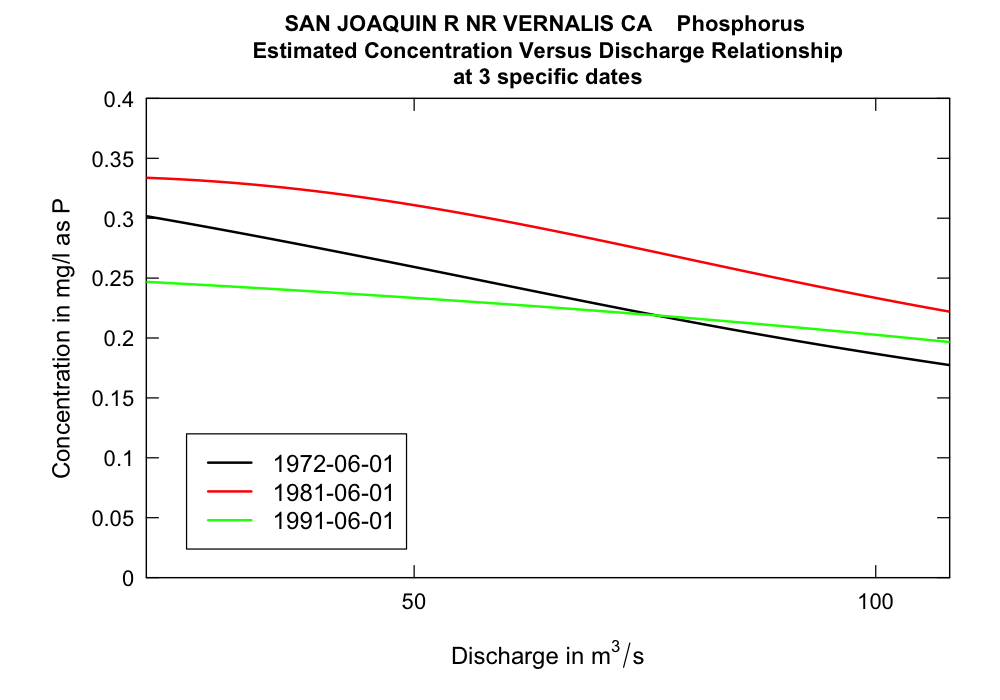 SAN JOAQUIN R NR VERNALIS CA    Phosphorus
Estimated Concentration Versus Discharge Relationship
at 3 specific dates
Concentration in mg/l as P
0.4
0.35
0.3
0.25
0.2
0.15
0.1
0.05
0
1972-06-01
1981-06-01
1991-06-01
50 100
Discharge in m³/s